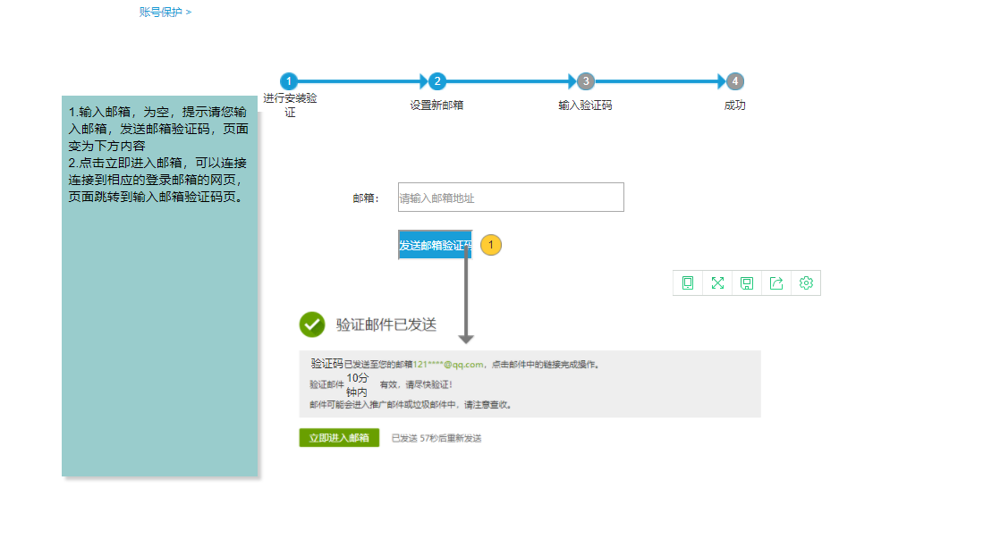 账号保护 >
1
2
3
4
进行安装验
证
设置新邮箱
输入验证码
成功
1.输入邮箱，为空，提示请您输
入邮箱，发送邮箱验证码，页面
变为下方内容
2.点击立即进入邮箱，可以连接
连接到相应的登录邮箱的网页，
页面跳转到输入邮箱验证码页。
邮箱：
请输入邮箱地址
发送邮箱验证码
1
验证邮件已发送
验证码已发送至您的邮箱121****@qq.com，点击邮件中的链接完成操作。
验证邮件 10分钟内 有效，请尽快验证！
邮件可能会进入推广邮件或垃圾邮件中，请注意查收。
立即进入邮箱
已发送 57秒后重新发送